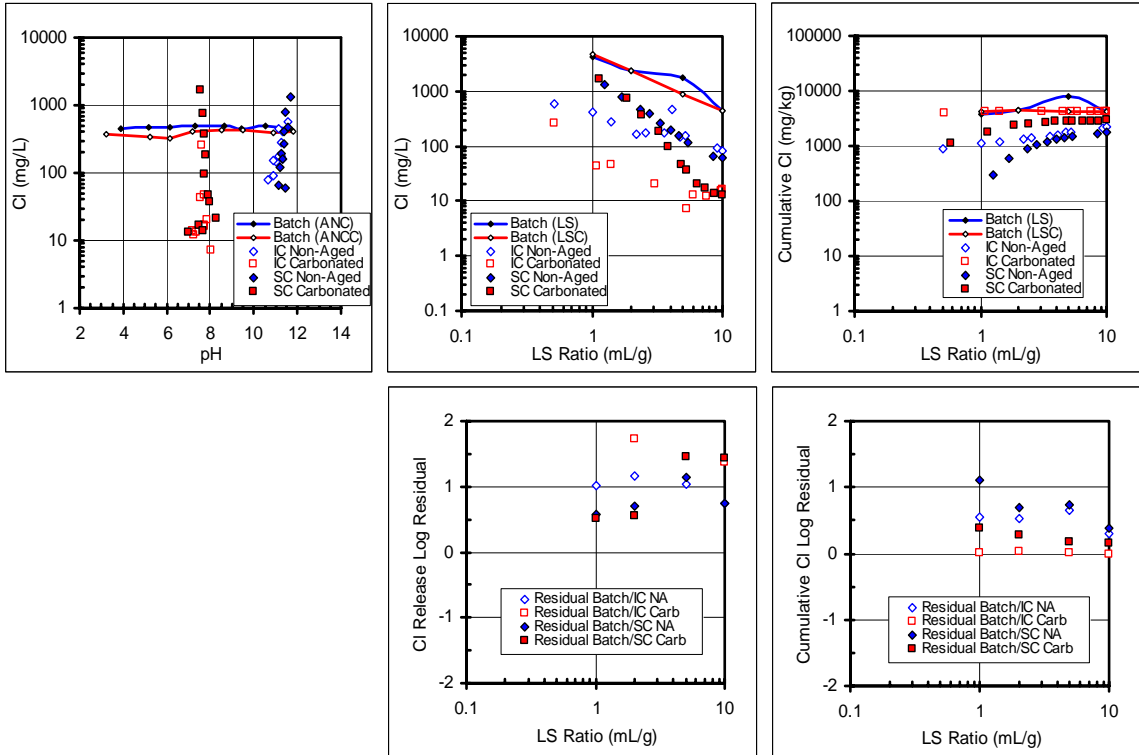 10000
1000
100
10
1
Cl (mg/L)
2 4 6 8 10 12 14
pH
Batch (ANC)
Batch (ANCC)
IC Non-Aged
IC Carbonated
SC Non-Aged
SC Carbonated
10000
1000
100
10
1
0.1
Cl (mg/L)
0.1 1 10
LS Ratio (mL/g)
Batch (LS)
Batch (LSC)
IC Non-Aged
IC Carbonated
SC Non-Aged
SC Carbonated
100000
10000
1000
100
10
1
Cumulative Cl (mg/kg)
0.1 1 10
LS Ratio (mL/g)
Batch (LS)
Batch (LSC)
IC Non-Aged
IC Carbonated
SC Non-Aged
SC Carbonated
2
1
0
-1
-2
Cl Release Log Residual
0.1 1 10
LS Ratio (mL/g)
Residual Batch/IC NA
Residual Batch/IC Carb
Residual Batch/SC NA
Residual Batch/SC Carb
2
1
0
-1
-2
Cumulative Cl Log Residual
0.1 1 10
LS Ratio (mL/g)
Residual Batch/IC NA
Residual Batch/IC Carb
Residual Batch/SC NA
Residual Batch/SC Carb